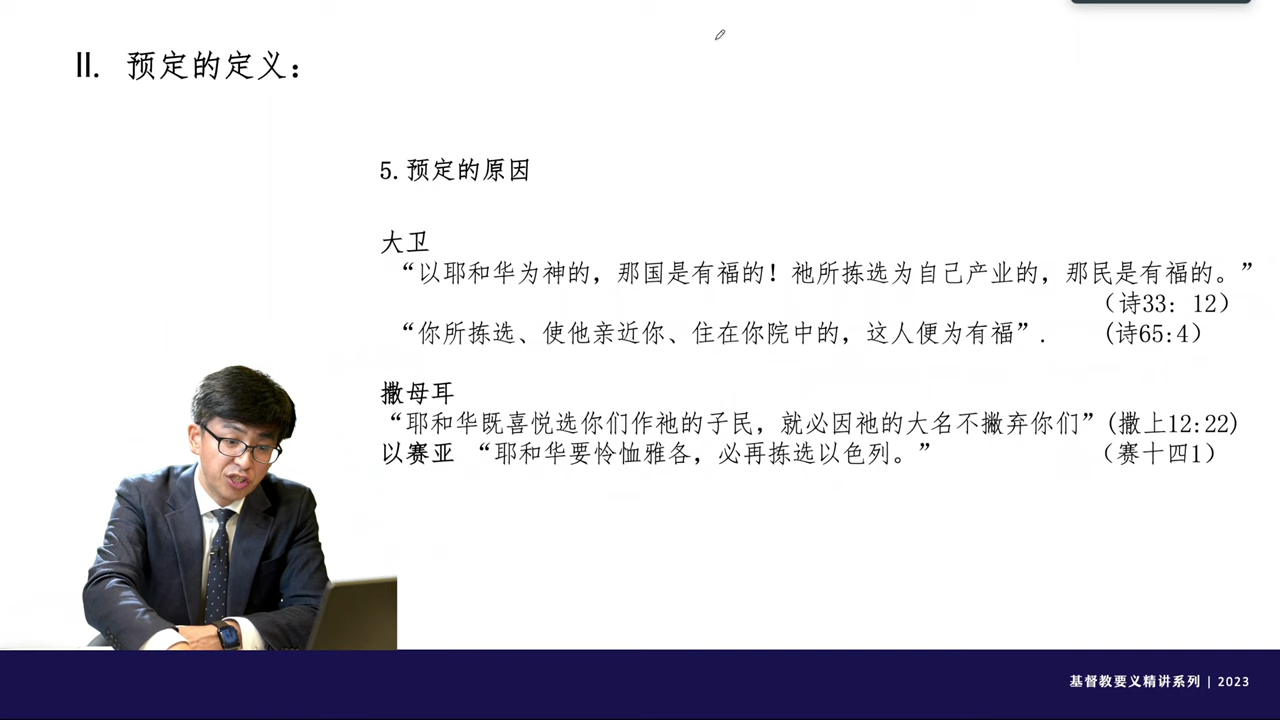 II. 预定的定义：
5.预定的原因
大卫
“以耶和华为神的，那国是有福的！祂所拣选为自己产业的，那民是有福的。”
（诗33: 12）
“你所拣选、使他亲近你、住在你院中的，这人便为有福”. (诗65:4）
撒母耳
“耶和华既喜悦选你们作祂的子民，就必因祂的大名不撇弃你们”(撒上12:22)
以赛亚 “耶和华要怜恤雅各，必再拣选以色列。” （赛十四1）
基督教要义精讲系列 | 2023